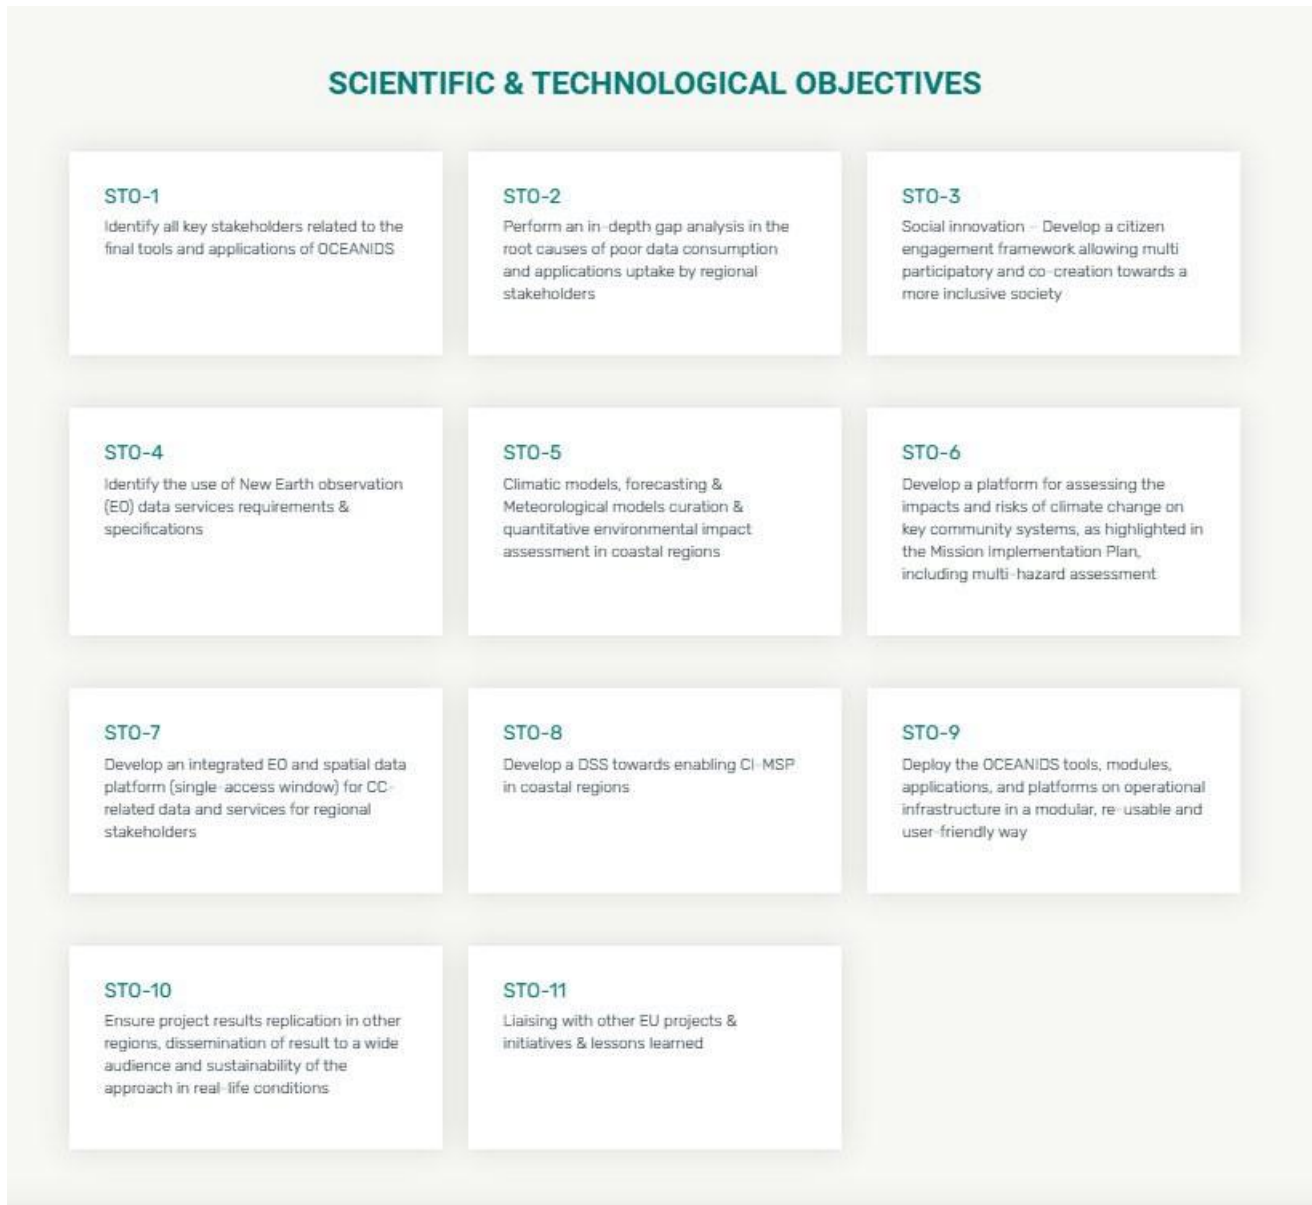 SCIENTIFIC & TECHNOLOGICAL OBJECTIVES
STO-1
Identify all key stakeholders related to the
final tools and applications of OCEANIDS
STO-2
Perform an in-depth gap analysis in the
root causes of poor data consumption
and applications uptake by regional
stakeholders
STO-3
Social innovation - Develop a citizen
engagement framework allowing multi
participatory and co-creation towards a
more inclusive society
STO-4
Identify the use of New Earth observation
(EO) data services requirements &
specifications
STO-5
Climatic models, forecasting &
Meteorological models curation &
quantitative environmental impact
assessment in coastal regions
STO-6
Develop a platform for assessing the
impacts and risks of climate change on
key community systems, as highlighted in
the Mission Implementation Plan,
including multi-hazard assessment
STO-7
Develop an integrated EO and spatial data
platform (single-access window) for CC-
related data and services for regional
stakeholders
STO-8
Develop a DSS towards enabling CI-MSP
in coastal regions
STO-9
Deploy the OCEANIDS tools, modules,
applications, and platforms on operational
infrastructure in a modular, re-usable and
user-friendly way
STO-10
Ensure project results replication in other
regions, dissemination of result to a wide
audience and sustainability of the
approach in real-life conditions
STO-11
Liaising with other EU projects &
initiatives & lessons learned